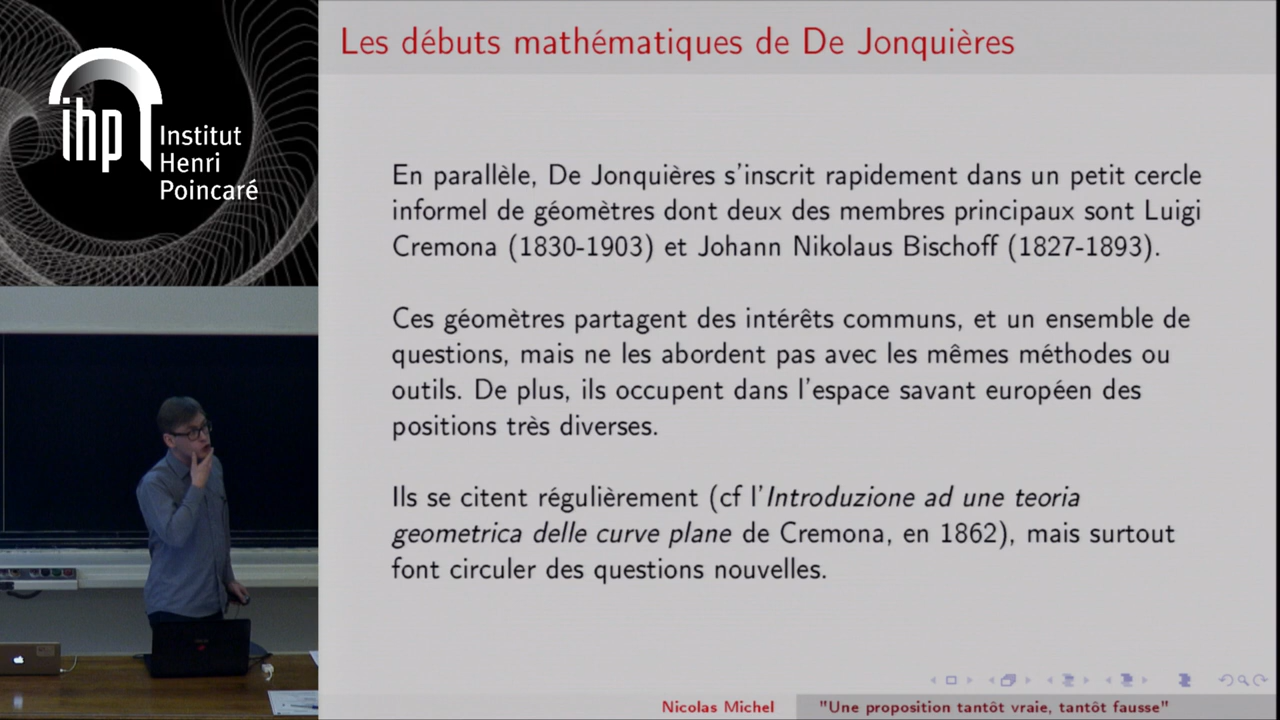 Les débuts mathématiques de De Jonquières
ihp
Institut
Henri
Poincaré
En parallèle, De Jonquières s'inscrit rapidement dans un petit cercle
informel de géomètres dont deux des membres principaux sont Luigi
Cremona (1830-1903) et Johann Nikolaus Bischoff (1827-1893).
Ces géomètres partagent des intérêts communs, et un ensemble de
questions, mais ne les abordent pas avec les mêmes méthodes ou
outils. De plus, ils occupent dans l'espace savant européen des
positions très diverses.
Ils se citent régulièrement (cf l'Introduzione ad une teoria
geometrica delle curve plane de Cremona, en 1862), mais surtout
font circuler des questions nouvelles.
Nicolas Michel
"Une proposition tantôt vraie, tantôt fausse"